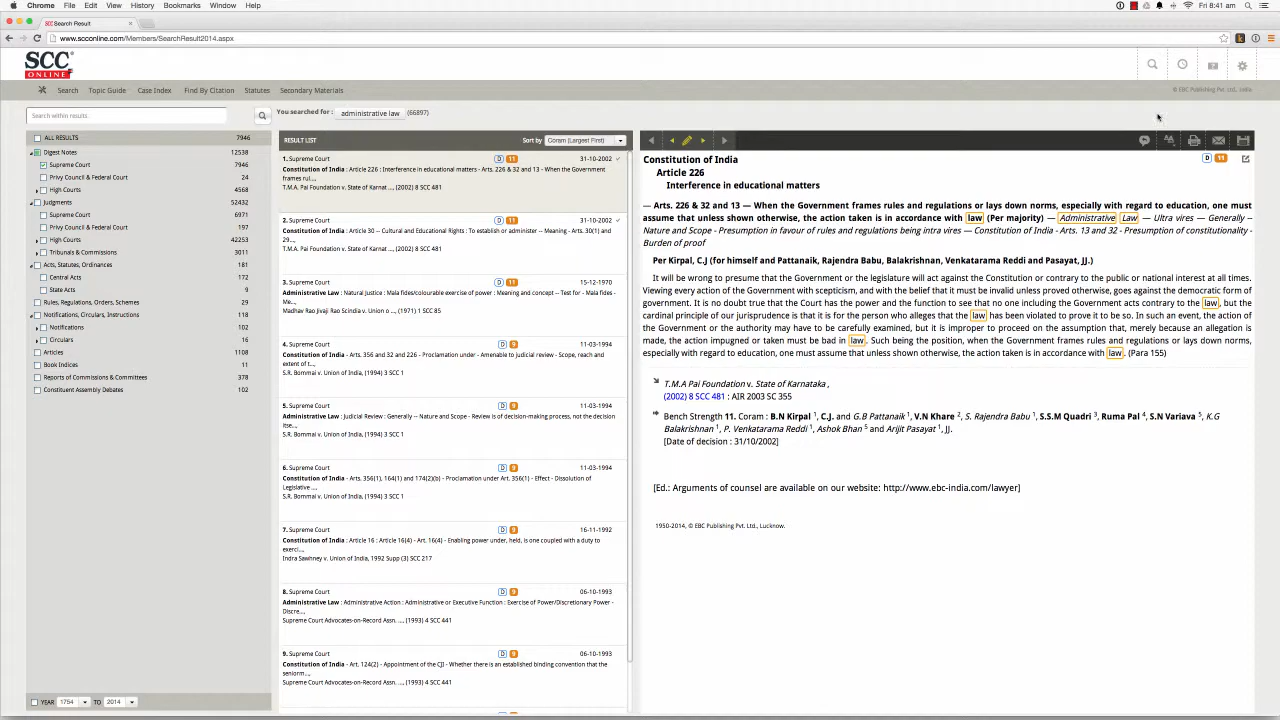 Chrome File Edit View History Bookmarks Window Help Fri 8:41 am
SCC Search Result
www.scconline.com/Members/SearchResult2014.aspx
SCC
ONLINE
Search Topic Guide Case Index Find By Citation Statutes Secondary Materials
© EBC Publishing Pvt. Ltd., India
Search within results.
You searched for : administrative law (66897)
ALL RESULTS 7946
Digest Notes 12538
Supreme Court 7946
Privy Council & Federal Court 24
High Courts 4568
Judgments 52432
Supreme Court 6971
Privy Council & Federal Court 197
High Courts 42253
Tribunals & Commissions 3011
Acts, Statutes, Ordinances 181
Central Acts 172
State Acts 9
Rules, Regulations, Orders, Schemes 29
Notifications, Circulars, Instructions 118
Notifications 102
Circulars 16
Articles 1108
Book Indices 11
Reports of Commissions & Committees 378
Constituent Assembly Debates 102
YEAR 1754 TO 2014
RESULT LIST Sort by Coram (Largest First)
1. Supreme Court D 11 31-10-2002
Constitution of India : Article 226 : Interference in educational matters - Arts. 226 & 32 and 13 — When the Government
frames rul...,
T.M.A. Pai Foundation v. State of Karnat ..., (2002) 8 SCC 481
2. Supreme Court D 11 31-10-2002
Constitution of India : Article 30 -- Cultural and Educational Rights : To establish or administer -- Meaning - Arts. 30(1) and
29...,
T.M.A. Pai Foundation v. State of Karnat ..., (2002) 8 SCC 481
3. Supreme Court D 11 15-12-1970
Administrative Law : Natural Justice : Mala fides/colourable exercise of power : Meaning and concept -- Test for - Mala fides -
Me...,
Madhav Rao Jivaji Rao Scindia v. Union o ..., (1971) 1 SCC 85
4. Supreme Court D 9 11-03-1994
Constitution of India - Arts. 356 and 32 and 226 - Proclamation under - Amenable to judicial review - Scope, reach and
extent of t...,
S.R. Bommai v. Union of India, (1994) 3 SCC 1
5. Supreme Court D 9 11-03-1994
Administrative Law : Judicial Review : Generally -- Nature and Scope - Review is of decision-making process, not the decision
itse...,
S.R. Bommai v. Union of India, (1994) 3 SCC 1
6. Supreme Court D 9 11-03-1994
Constitution of India - Arts. 356(1), 164(1) and 174(2)(b) - Proclamation under Art. 356(1) - Effect - Dissolution of
Legislative ...,
S.R. Bommai v. Union of India, (1994) 3 SCC 1
7. Supreme Court D 9 16-11-1992
Constitution of India : Article 16 : Article 16(4) - Art. 16(4) - Enabling power under, held, is one coupled with a duty to
exerci...,
Indra Sawhney v. Union of India, 1992 Supp (3) SCC 217
8. Supreme Court D 9 06-10-1993
Administrative Law : Administrative Action : Administrative or Executive Function : Exercise of Power/Discretionary Power -
Discre...,
Supreme Court Advocates-on-Record Assn. ..., (1993) 4 SCC 441
9. Supreme Court D 9 06-10-1993
Constitution of India - Art. 124(2) - Appointment of the CJI - Whether there is an established binding convention that the
seniorm...,
Supreme Court Advocates-on-Record Assn. ..., (1993) 4 SCC 441
Constitution of India D 11
Article 226
Interference in educational matters
— Arts. 226 & 32 and 13 — When the Government frames rules and regulations or lays down norms, especially with regard to education, one must
assume that unless shown otherwise, the action taken is in accordance with law (Per majority) — Administrative Law — Ultra vires — Generally –
Nature and Scope - Presumption in favour of rules and regulations being intra vires — Constitution of India - Arts. 13 and 32 - Presumption of constitutionality -
Burden of proof
Per Kirpal, C.J (for himself and Pattanaik, Rajendra Babu, Balakrishnan, Venkatarama Reddi and Pasayat, JJ.)
It will be wrong to presume that the Government or the legislature will act against the Constitution or contrary to the public or national interest at all times.
Viewing every action of the Government with scepticism, and with the belief that it must be invalid unless proved otherwise, goes against the democratic form of
government. It is no doubt true that the Court has the power and the function to see that no one including the Government acts contrary to the law, but the
cardinal principle of our jurisprudence is that it is for the person who alleges that the law has been violated to prove it to be so. In such an event, the action of
the Government or the authority may have to be carefully examined, but it is improper to proceed on the assumption that, merely because an allegation is
made, the action impugned or taken must be bad in law. Such being the position, when the Government frames rules and regulations or lays down norms,
especially with regard to education, one must assume that unless shown otherwise, the action taken is in accordance with law. (Para 155)
T.M.A Pai Foundation v. State of Karnataka ,
(2002) 8 SCC 481 : AIR 2003 SC 355
Bench Strength 11. Coram : B.N Kirpal 1, C.J. and G.B Pattanaik 1, V.N Khare 2, S. Rajendra Babu 1, S.S.M Quadri 3, Ruma Pal 4, S.N Variava 5, K.G
Balakrishnan 1, P. Venkatarama Reddi 1, Ashok Bhan 5 and Arijit Pasayat 1, JJ.
[Date of decision : 31/10/2002]
[Ed.: Arguments of counsel are available on our website: http://www.ebc-india.com/lawyer]
1950-2014, © EBC Publishing Pvt. Ltd., Lucknow.